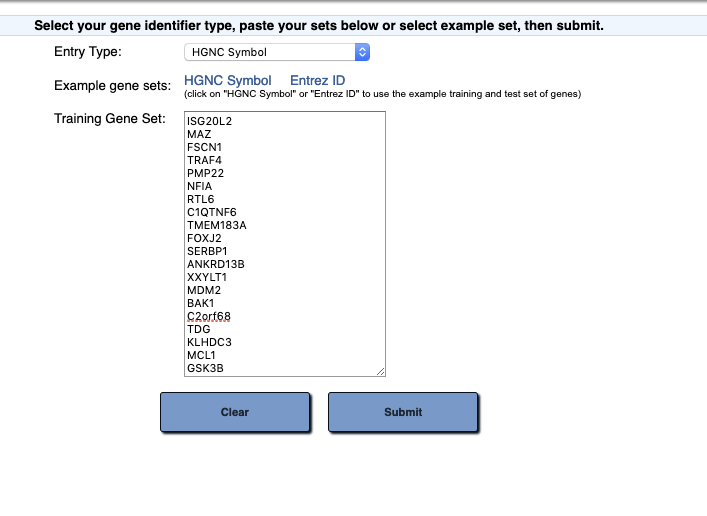 Select your gene identifier type, paste your sets below or select example set, then submit.
Entry Type: HGNC Symbol
Example gene sets: HGNC Symbol Entrez ID
(click on "HGNC Symbol" or "Entrez ID" to use the example training and test set of genes)
Training Gene Set: ISG20L2
MAZ
FSCN1
TRAF4
PMP22
NFIA
RTL6
C1QTNF6
TMEM183A
FOXJ2
SERBP1
ANKRD13B
XXYLT1
MDM2
BAK1
C2orf68
TDG
KLHDC3
MCL1
GSK3B
Clear Submit